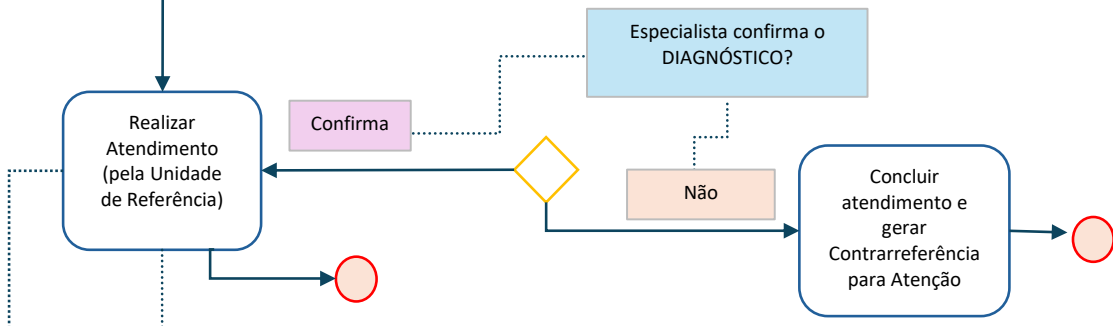 Especialista confirma o
DIAGNÓSTICO?
Confirma
Realizar
Atendimento
(pela Unidade
de Referência)
Não
Concluir
atendimento e
gerar
Contrarreferência
para Atenção